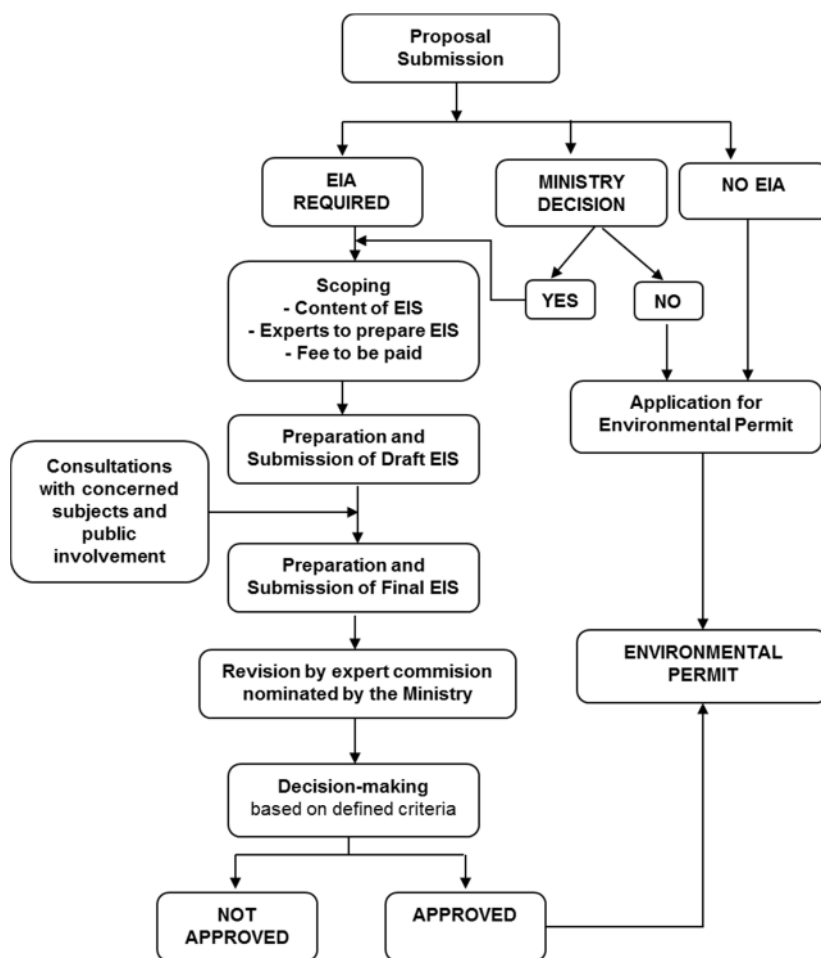 Proposal
Submission
EIA
REQUIRED
MINISTRY
DECISION
NO EIA
YES
NO
Scoping
- Content of EIS
- Experts to prepare EIS
- Fee to be paid
Application for
Environmental Permit
Preparation and
Submission of Draft EIS
Consultations
with concerned
subjects and
public
involvement
Preparation and
Submission of Final EIS
Revision by expert commision
nominated by the Ministry
ENVIRONMENTAL
PERMIT
Decision-making
based on defined criteria
NOT
APPROVED
APPROVED